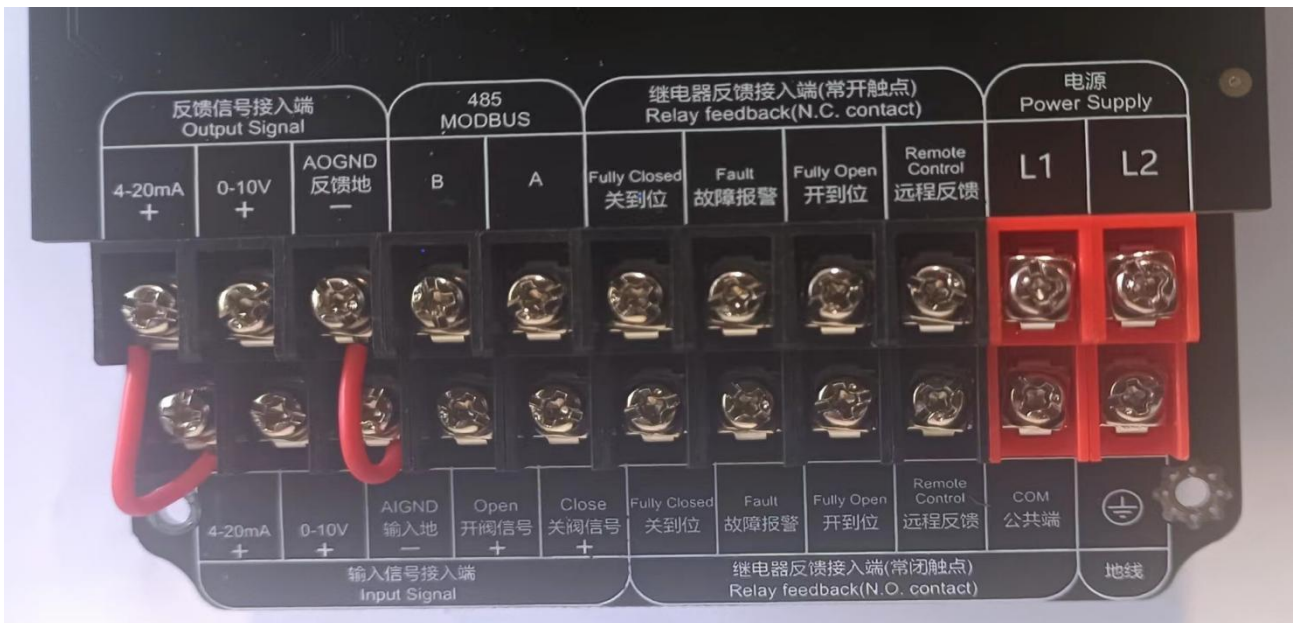 反馈信号接入端
Output Signal
485
MODBUS
继电器反馈接入端(常开触点)
Relay feedback(N.C. contact)
电源
Power Supply
4-20mA
+
0-10V
+
AOGND
反馈地
—
B
A
Fully Closed
关到位
Fault
故障报警
Fully Open
开到位
Remote
Control
远程反馈
L1
L2
4-20mA
+
0-10V
+
AIGND
输入地
—
Open
开阀信号
+
Close
关阀信号
+
Fully Closed
关到位
Fault
故障报警
Fully Open
开到位
Remote
Control
远程反馈
COM
公共端
输入信号接入端
Input Signal
继电器反馈接入端(常闭触点)
Relay feedback(N.O. contact)
地线